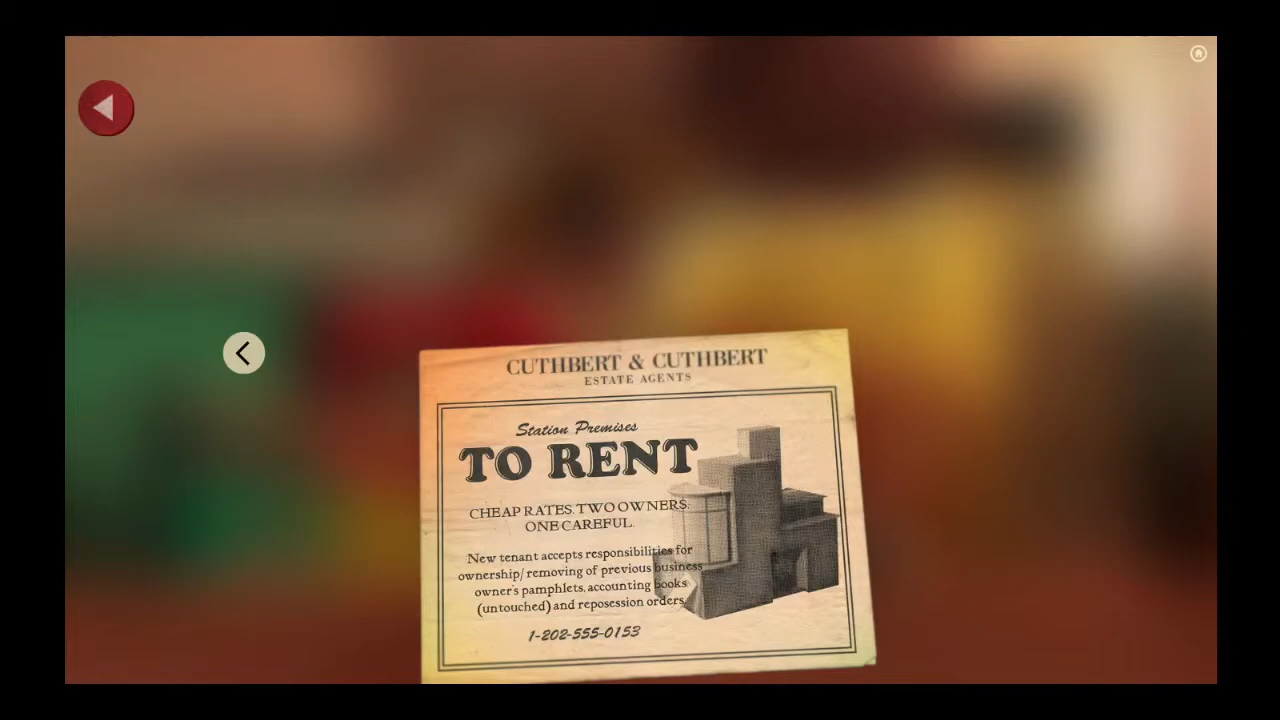 CUTHBERT & CUTHBERT
ESTATE AGENTS
Station Premises
TO RENT
CHEAP RATES. TWO OWNERS.
ONE CAREFUL.
New tenant accepts responsibilities for
ownership/ removing of previous business
owner's pamphlets, accounting books
(untouched) and reposession orders.
1-202-555-0153